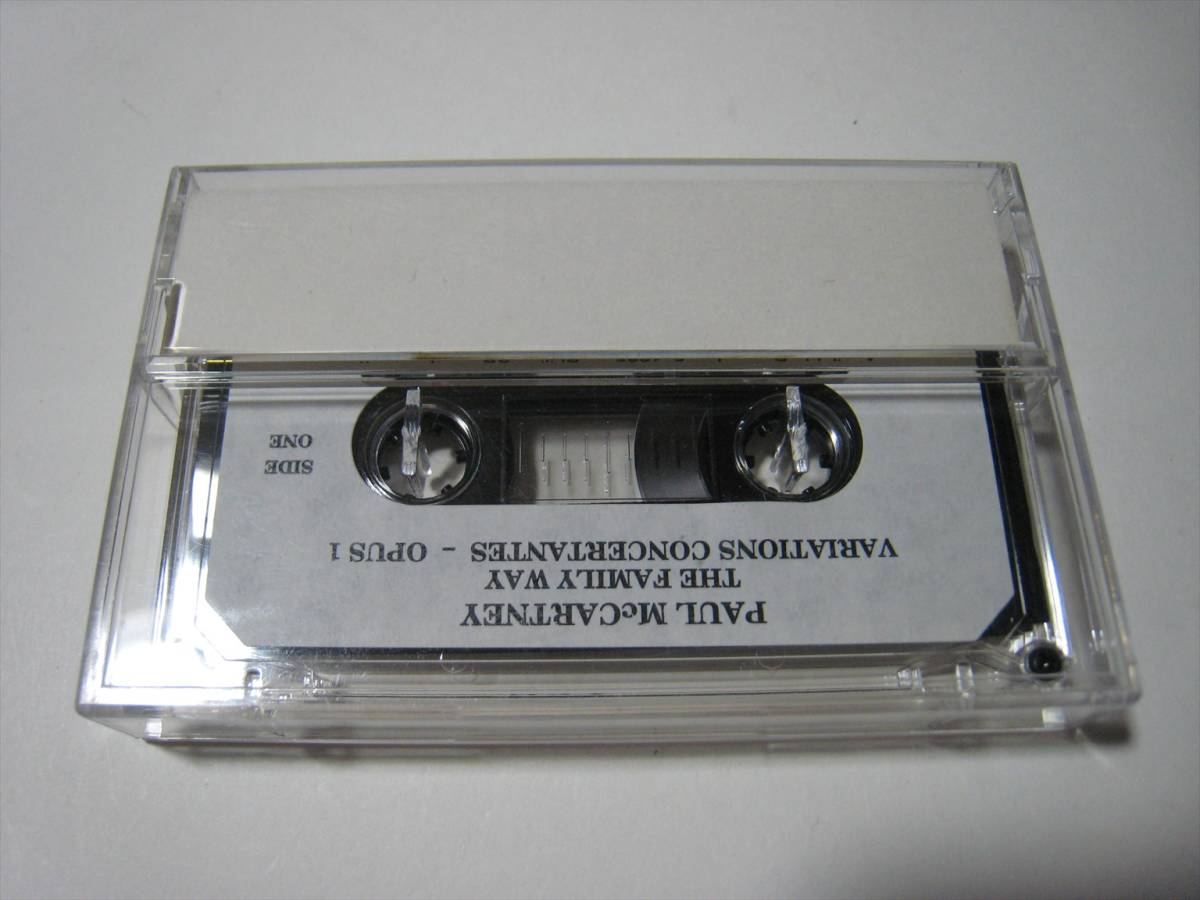 PAUL McCARTNEY
THE FAMILY WAY
VARIATIONS CONCERTANTES - OPUS 1
SIDE
ONE